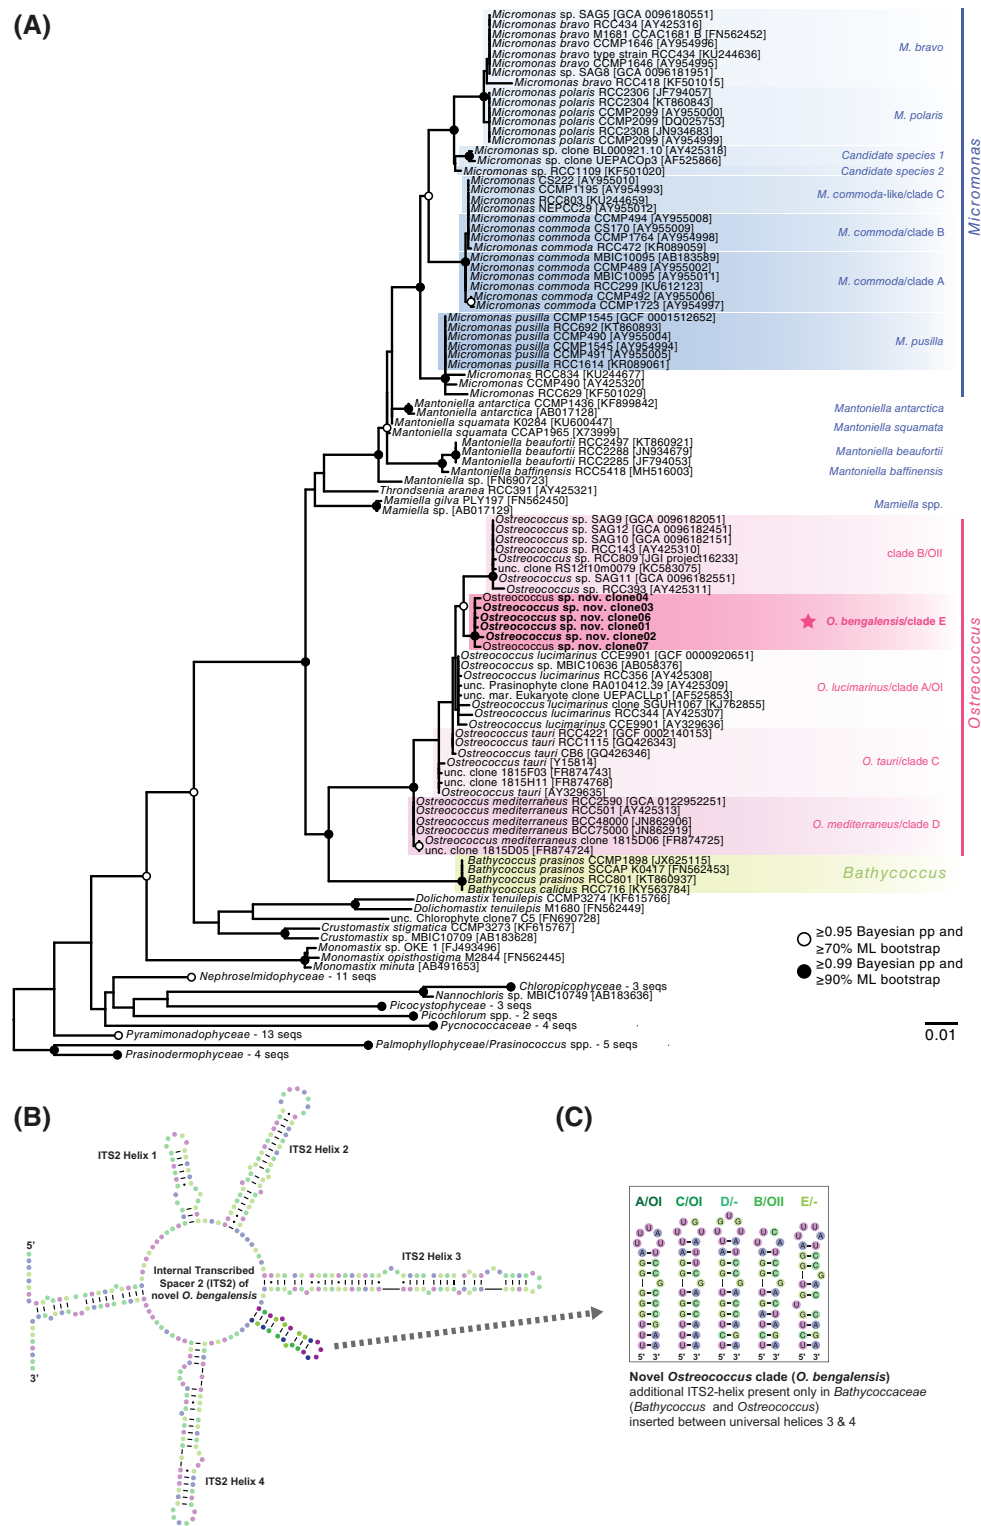 (A)
Micromonas sp. SAG5 [GCA 0096180551]
Micromonas bravo RCC434 [AY425316]
Micromonas bravo M1681 CCAC1681 B [FN562452]
Micromonas bravo CCMP1646 [AY954996]
Micromonas bravo type strain RCC434 [KU244636]
Micromonas bravo CCMP1646 [AY954995]
Micromonas sp. SAG8 [GCA 0096181951]
Micromonas bravo RCC418 [KF501015]
M. bravo
Micromonas polaris RCC2306 [JF794057]
Micromonas polaris RCC2304 [KT860843]
Micromonas polaris CCMP2099 [AY955000]
Micromonas polaris CCMP2099 [DQ025753]
Micromonas polaris RCC2308 [JN934683]
Micromonas polaris CCMP2099 [AY954999]
M. polaris
Micromonas sp. clone BL000921.10 [AY425318]
Micromonas sp. clone UEPACOp3 [AF525866]
Candidate species 1
Micromonas sp. RCC1109 [KF501020]
Candidate species 2
Micromonas CS222 [AY955010]
Micromonas CCMP1195 [AY954993]
Micromonas RCC803 [KU244659]
Micromonas NEPCC29 [AY955012]
M. commoda-like/clade C
Micromonas commoda CCMP494 [AY955008]
Micromonas commoda CS170 [AY955009]
Micromonas commoda CCMP1764 [AY954998]
Micromonas commoda RCC472 [KR089059]
M. commoda/clade B
Micromonas commoda MBIC10095 [AB183589]
Micromonas commoda CCMP489 [AY955002]
Micromonas commoda MBIC10095 [AY955011]
Micromonas commoda RCC299 [KU612123]
Micromonas commoda CCMP492 [AY955006]
Micromonas commoda CCMP1723 [AY954997]
M. commoda/clade A
Micromonas pusilla CCMP1545 [GCF 0001512652]
Micromonas pusilla RCC692 [KT860893]
Micromonas pusilla CCMP490 [AY955004]
Micromonas pusilla CCMP1545 [AY954994]
Micromonas pusilla CCMP491 [AY955005]
Micromonas pusilla RCC1614 [KR089061]
M. pusilla
Micromonas RCC834 [KU244677]
Micromonas CCMP490 [AY425320]
Micromonas RCC629 [KF501029]
Micromonas
Mantoniella antarctica CCMP1436 [KF899842]
Mantoniella antarctica [AB017128]
Mantoniella antarctica
Mantoniella squamata K0284 [KU600447]
Mantoniella squamata CCAP1965 [X73999]
Mantoniella squamata
Mantoniella beaufortii RCC2497 [KT860921]
Mantoniella beaufortii RCC2288 [JN934679]
Mantoniella beaufortii RCC2285 [JF794053]
Mantoniella beaufortii
Mantoniella baffinensis RCC5418 [MH516003]
Mantoniella baffinensis
Mantoniella sp. [FN690723]
Throndsenia aranea RCC391 [AY425321]
Mamiella gilva PLY197 [FN562450]
Mamiella sp. [AB017129]
Mamiella spp.
Ostreococcus sp. SAG9 [GCA 0096182051]
Ostreococcus sp. SAG12 [GCA 0096182451]
Ostreococcus sp. SAG10 [GCA 0096182151]
Ostreococcus sp. RCC143 [AY425310]
Ostreococcus sp. RCC809 [JGI project16233]
unc. clone RS12f10m0079 [KC583075]
Ostreococcus sp. SAG11 [GCA 0096182551]
Ostreococcus sp. RCC393 [AY425311]
clade B/OII
Ostreococcus sp. nov. clone04
Ostreococcus sp. nov. clone03
Ostreococcus sp. nov. clone06
Ostreococcus sp. nov. clone01
Ostreococcus sp. nov. clone02
Ostreococcus sp. nov. clone07
O. bengalensis/clade E
Ostreococcus lucimarinus CCE9901 [GCF 0000920651]
Ostreococcus sp. MBIC10636 [AB058376]
Ostreococcus lucimarinus RCC356 [AY425308]
unc. Prasinophyte clone RA010412.39 [AY425309]
unc. mar. Eukaryote clone UEPACLLp1 [AF525853]
Ostreococcus lucimarinus clone SGUH1067 [KJ762855]
Ostreococcus lucimarinus RCC344 [AY425307]
Ostreococcus lucimarinus CCE9901 [AY329636]
O. lucimarinus/clade A/OI
Ostreococcus tauri RCC4221 [GCF 0002140153]
Ostreococcus tauri RCC1115 [GQ426343]
Ostreococcus tauri CB6 [GQ426346]
Ostreococcus tauri [Y15814]
unc. clone 1815F03 [FR874743]
unc. clone 1815H11 [FR874768]
Ostreococcus tauri [AY329635]
O. tauri/clade C
Ostreococcus mediterraneus RCC2590 [GCA 0122952251]
Ostreococcus mediterraneus RCC501 [AY425313]
Ostreococcus mediterraneus BCC48000 [JN862906]
Ostreococcus mediterraneus BCC75000 [JN862919]
Ostreococcus mediterraneus clone 1815D06 [FR874725]
unc. clone 1815D05 [FR874724]
O. mediterraneus/clade D
Ostreococcus
Bathycoccus prasinos CCMP1898 [JX625115]
Bathycoccus prasinos SCCAP K0417 [FN562453]
Bathycoccus prasinos RCC801 [KT860937]
Bathycoccus calidus RCC716 [KY563784]
Bathycoccus
Dolichomastix tenuilepis CCMP3274 [KF615766]
Dolichomastix tenuilepis M1680 [FN562449]
unc. Chlorophyte clone7 C5 [FN690728]
Crustomastix stigmatica CCMP3273 [KF615767]
Crustomastix sp. MBIC10709 [AB183628]
Monomastix sp. OKE 1 [FJ493496]
Monomastix opisthostigma M2844 [FN562445]
Monomastix minuta [AB491653]
Nephroselmidophyceae - 11 seqs
Chloropicophyceae - 3 seqs
Nannochloris sp. MBIC10749 [AB183636]
Picocystophyceae - 3 seqs
Picochlorum spp. - 2 seqs
Pycnococcaceae - 4 seqs
Pyramimonadophyceae - 13 seqs
Palmophyllophyceae/Prasinococcus spp. - 5 seqs
Prasinodermophyceae - 4 seqs
≥0.95 Bayesian pp and
≥70% ML bootstrap
≥0.99 Bayesian pp and
≥90% ML bootstrap
0.01
(B)
ITS2 Helix 1
ITS2 Helix 2
ITS2 Helix 3
ITS2 Helix 4
5'
3'
Internal Transcribed
Spacer 2 (ITS2) of
novel O. bengalensis
(C)
A/OI C/OI D/- B/OII E/-
5' 3' 5' 3' 5' 3' 5' 3' 5' 3'
Novel Ostreococcus clade (O. bengalensis)
additional ITS2-helix present only in Bathycoccaceae
(Bathycoccus and Ostreococcus)
inserted between universal helices 3 & 4